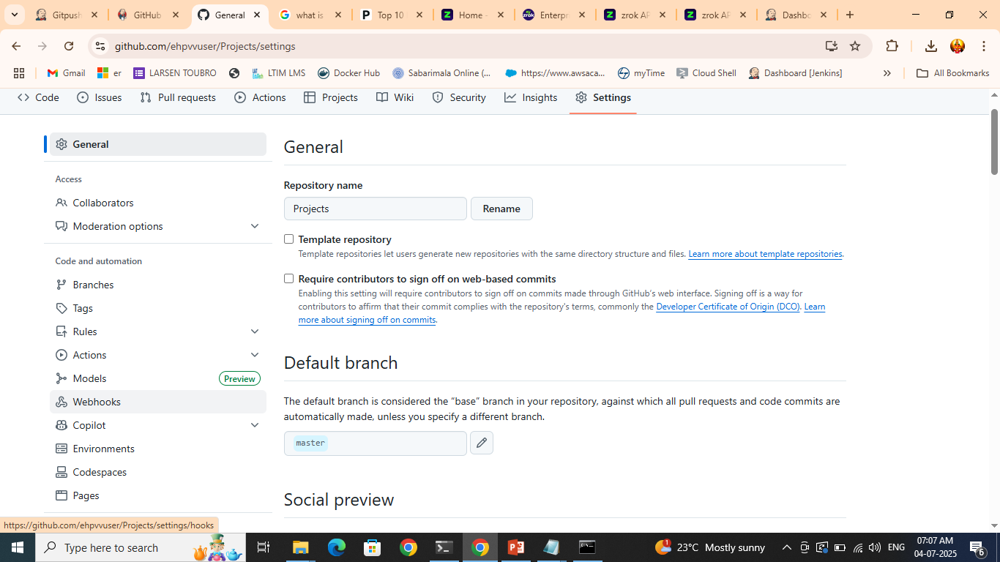 Gitpush
GitHub
General
what is
Top 10
Home -
Enterpri
zrok AP
zrok AP
Dashbo
github.com/ehpvvuser/Projects/settings
Gmail
er
LARSEN TOUBRO
LTIM LMS
Docker Hub
Sabarimala Online (...
https://www.awsaca...
myTime
Cloud Shell
Dashboard [Jenkins]
All Bookmarks
Code
Issues
Pull requests
Actions
Projects
Wiki
Security
Insights
Settings
General
Access
Collaborators
Moderation options
Code and automation
Branches
Tags
Rules
Actions
Models
Preview
Webhooks
Copilot
Environments
Codespaces
Pages
General
Repository name
Projects
Rename
Template repository
Template repositories let users generate new repositories with the same directory structure and files. Learn more about template repositories.
Require contributors to sign off on web-based commits
Enabling this setting will require contributors to sign off on commits made through GitHub's web interface. Signing off is a way for
contributors to affirm that their commit complies with the repository's terms, commonly the Developer Certificate of Origin (DCO). Learn
more about signing off on commits.
Default branch
The default branch is considered the “base” branch in your repository, against which all pull requests and code commits are
automatically made, unless you specify a different branch.
master
Social preview
https://github.com/ehpvvuser/Projects/settings/hooks
Type here to search
1
23°C Mostly sunny
ENG
07:07 AM
04-07-2025
6